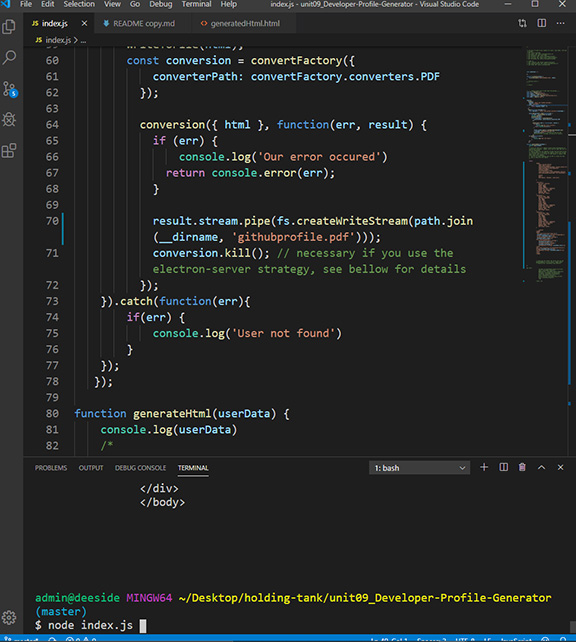 File Edit Selection View Go Debug Terminal Help index.js - unit09_Developer-Profile-Generator - Visual Studio Code
index.js README copy.md generatedHtml.html
index.js > ...
60 const conversion = convertFactory({
61 converterPath: convertFactory.converters.PDF
62 });
63
64 conversion({ html }, function(err, result) {
65 if (err) {
66 console.log('Our error occured')
67 return console.error(err);
68 }
69
70 result.stream.pipe(fs.createWriteStream(path.join
(__dirname, 'githubprofile.pdf')));
71 conversion.kill(); // necessary if you use the
electron-server strategy, see bellow for details
72 });
73 }).catch(function(err){
74 if(err) {
75 console.log('User not found')
76 }
77 });
78 });
79
80 function generateHtml(userData) {
81 console.log(userData)
82 /*
PROBLEMS OUTPUT DEBUG CONSOLE TERMINAL 1: bash
</div>
</body>
admin@deeside MINGW64 ~/Desktop/holding-tank/unit09_Developer-Profile-Generator
(master)
$ node index.js